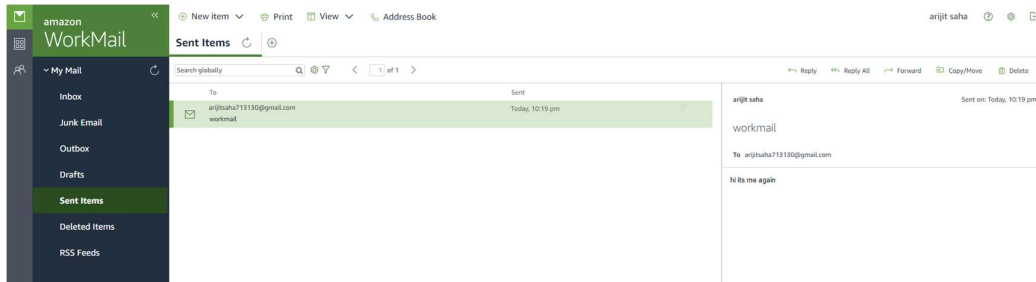 amazon
WorkMail
«
New item Print View Address Book
arijit saha
Sent Items
My Mail
Search globally
1 of 1
Reply Reply All Forward Copy/Move Delete
Inbox
Junk Email
Outbox
Drafts
Sent Items
Deleted Items
RSS Feeds
To Sent
arijitsaha713130@gmail.com Today, 10:19 pm
workmail
arijit saha Sent on: Today, 10:19 pm
workmail
To arijitsaha713130@gmail.com
hi its me again